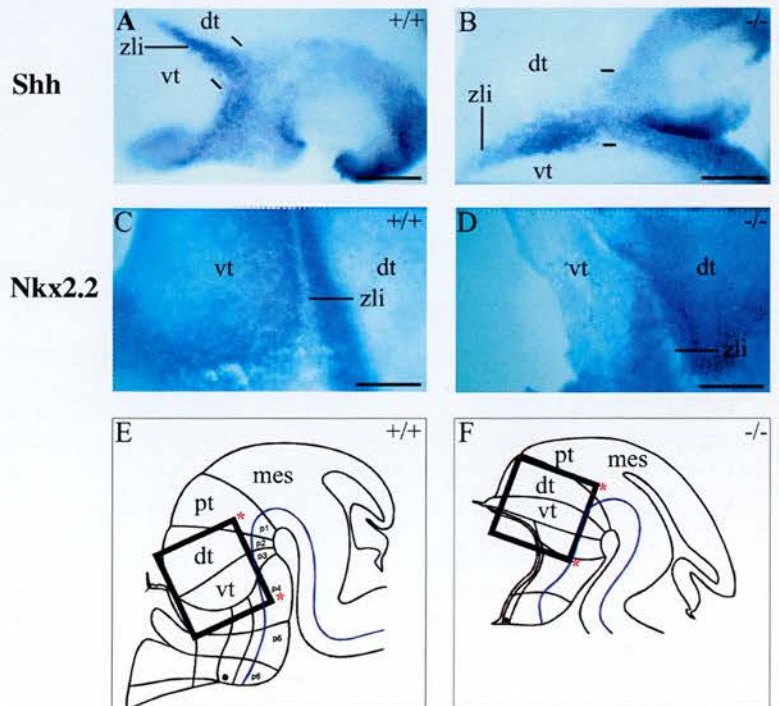 A
dt
+/+
zli
vt
Shh
B
-/-
dt
zli
vt
C
+/+
vt
dt
zli
Nkx2.2
D
-/-
vt
dt
zli
E
+/+
mes
pt
dt
vt
p1
p2
p3
p4
p6
*
*
F
-/-
pt
mes
dt
vt
*
*